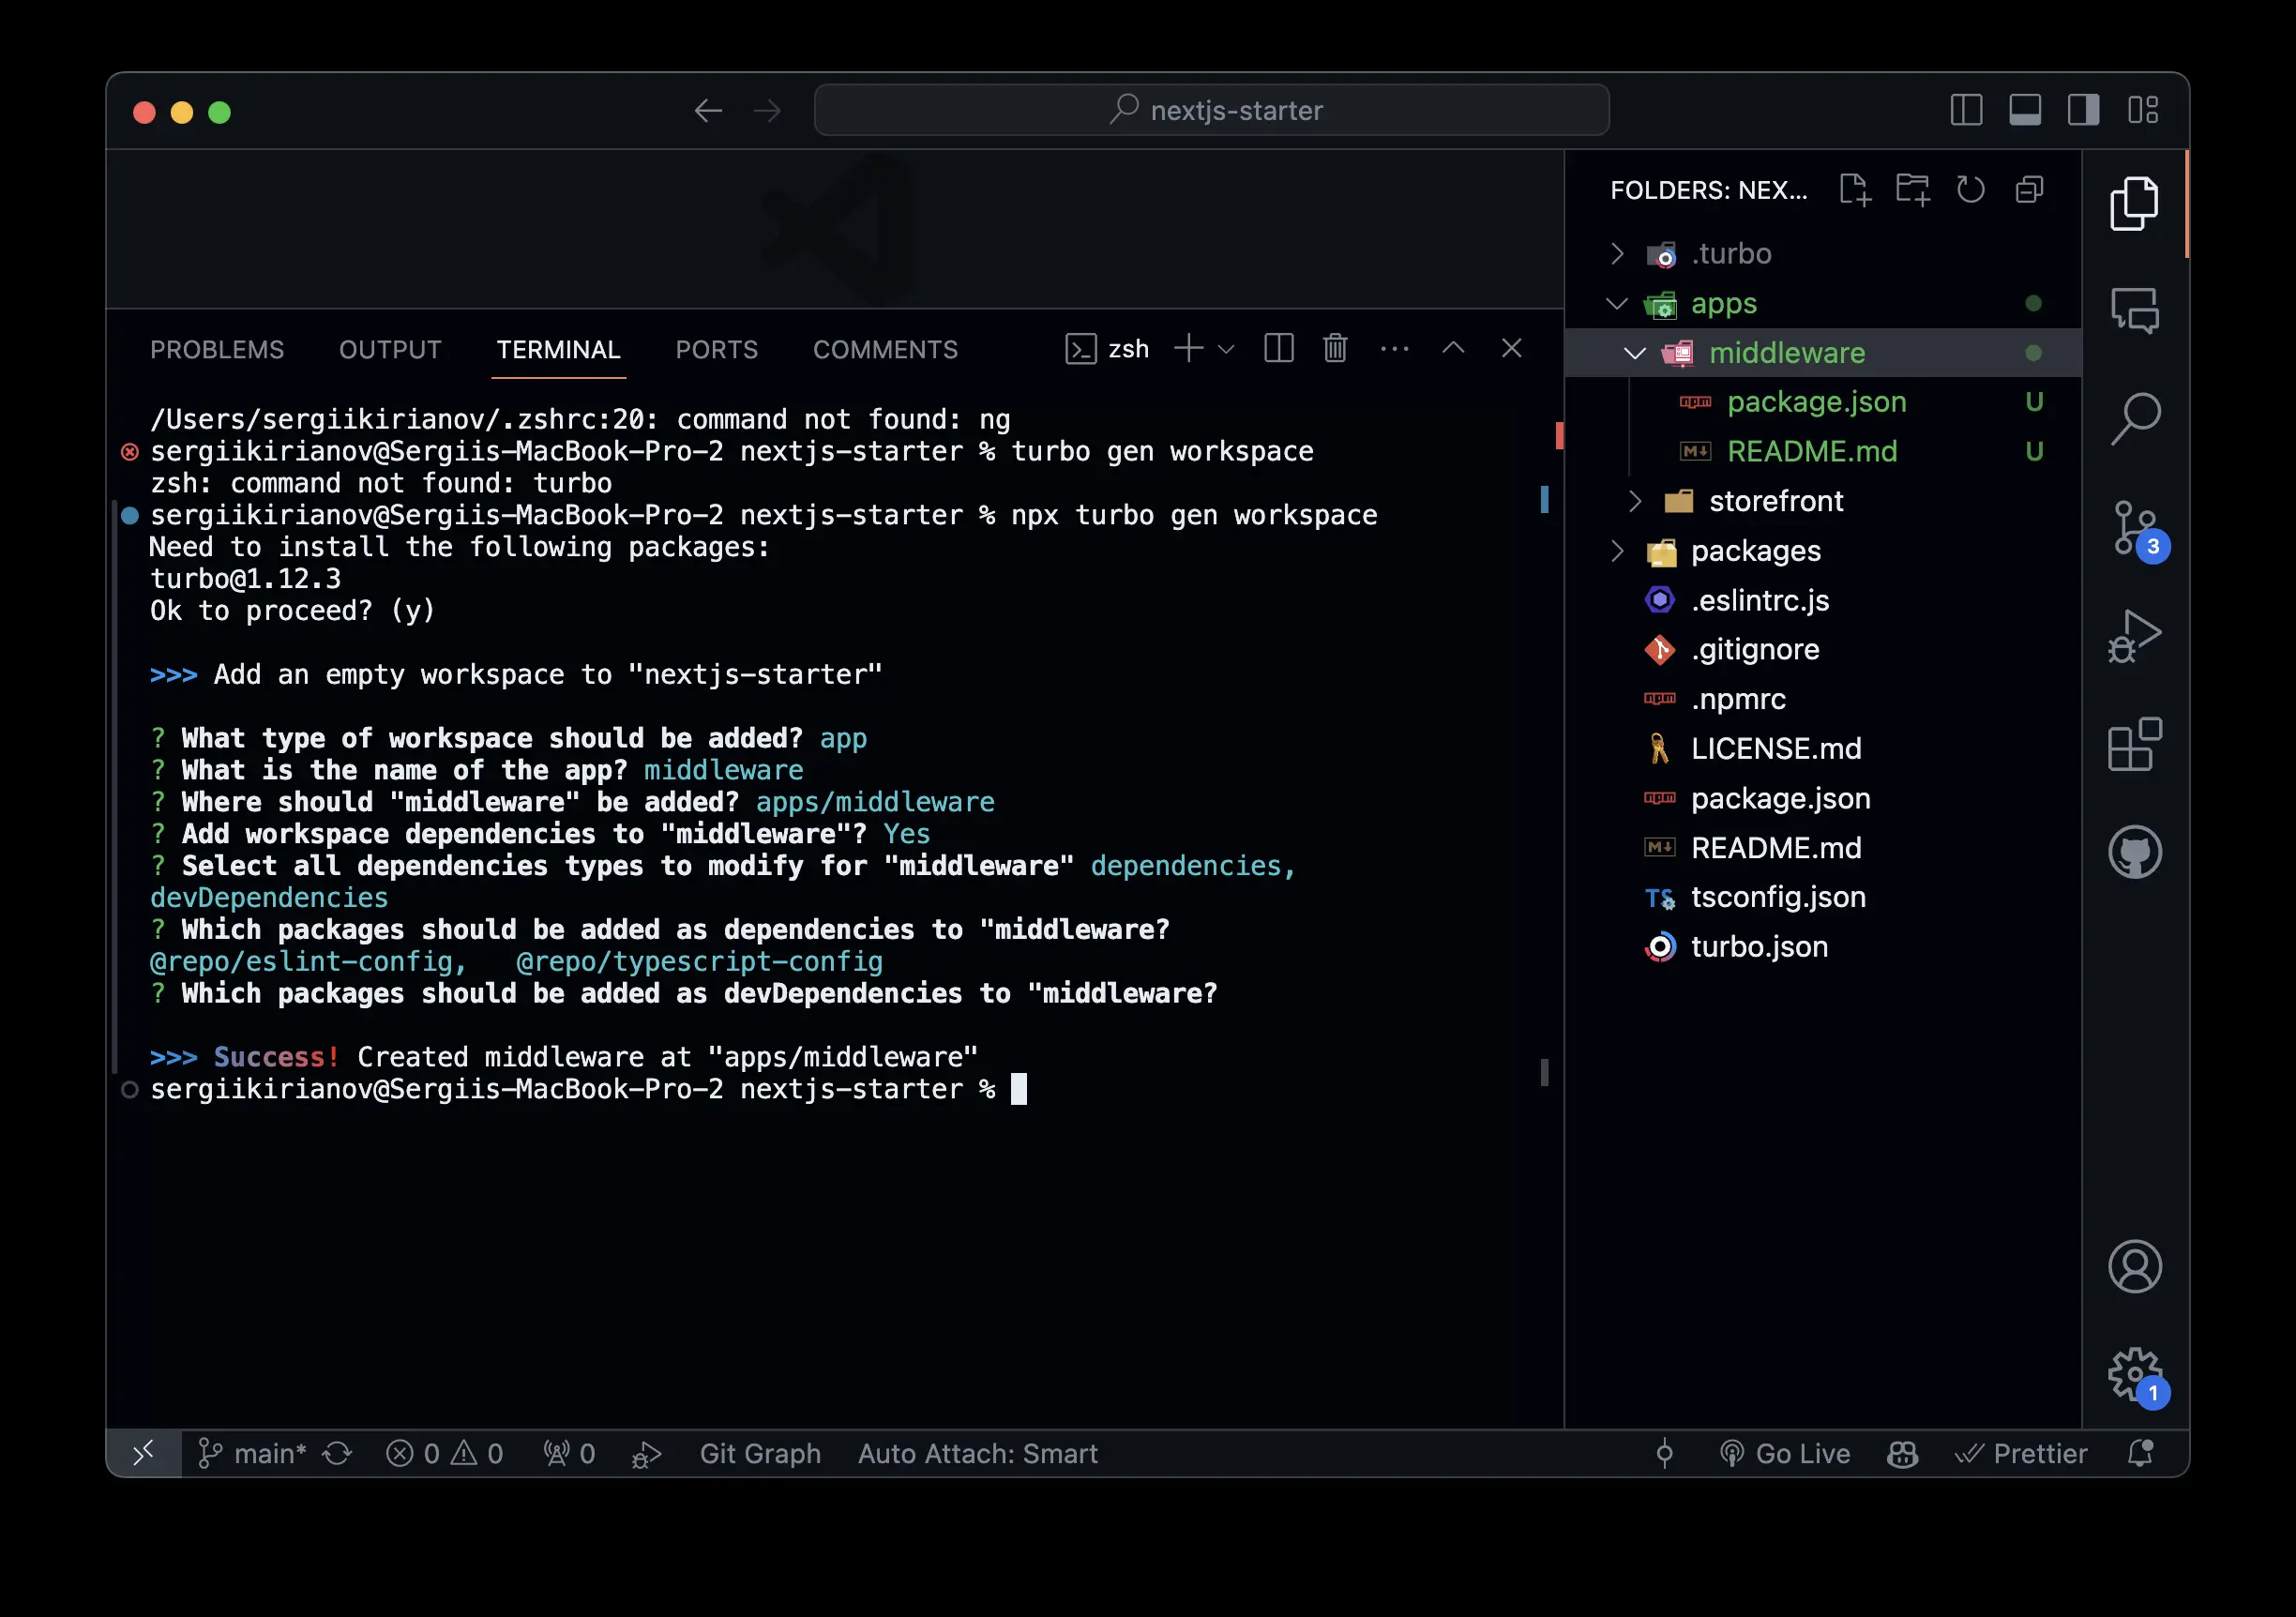 nextjs-starter
PROBLEMS OUTPUT TERMINAL PORTS COMMENTS zsh
/Users/sergiikirianov/.zshrc:20: command not found: ng
sergiikirianov@Sergiis-MacBook-Pro-2 nextjs-starter % turbo gen workspace
zsh: command not found: turbo
sergiikirianov@Sergiis-MacBook-Pro-2 nextjs-starter % npx turbo gen workspace
Need to install the following packages:
turbo@1.12.3
Ok to proceed? (y)
>>> Add an empty workspace to "nextjs-starter"
? What type of workspace should be added? app
? What is the name of the app? middleware
? Where should "middleware" be added? apps/middleware
? Add workspace dependencies to "middleware"? Yes
? Select all dependencies types to modify for "middleware" dependencies,
devDependencies
? Which packages should be added as dependencies to "middleware?
@repo/eslint-config, @repo/typescript-config
? Which packages should be added as devDependencies to "middleware?
>>> Success! Created middleware at "apps/middleware"
sergiikirianov@Sergiis-MacBook-Pro-2 nextjs-starter %
FOLDERS: NEX...
.turbo
apps
middleware
package.json U
README.md U
storefront
packages
.eslintrc.js
.gitignore
.npmrc
LICENSE.md
package.json
README.md
TS tsconfig.json
turbo.json
3
1
main* 0 0 0 Git Graph Auto Attach: Smart Go Live Prettier